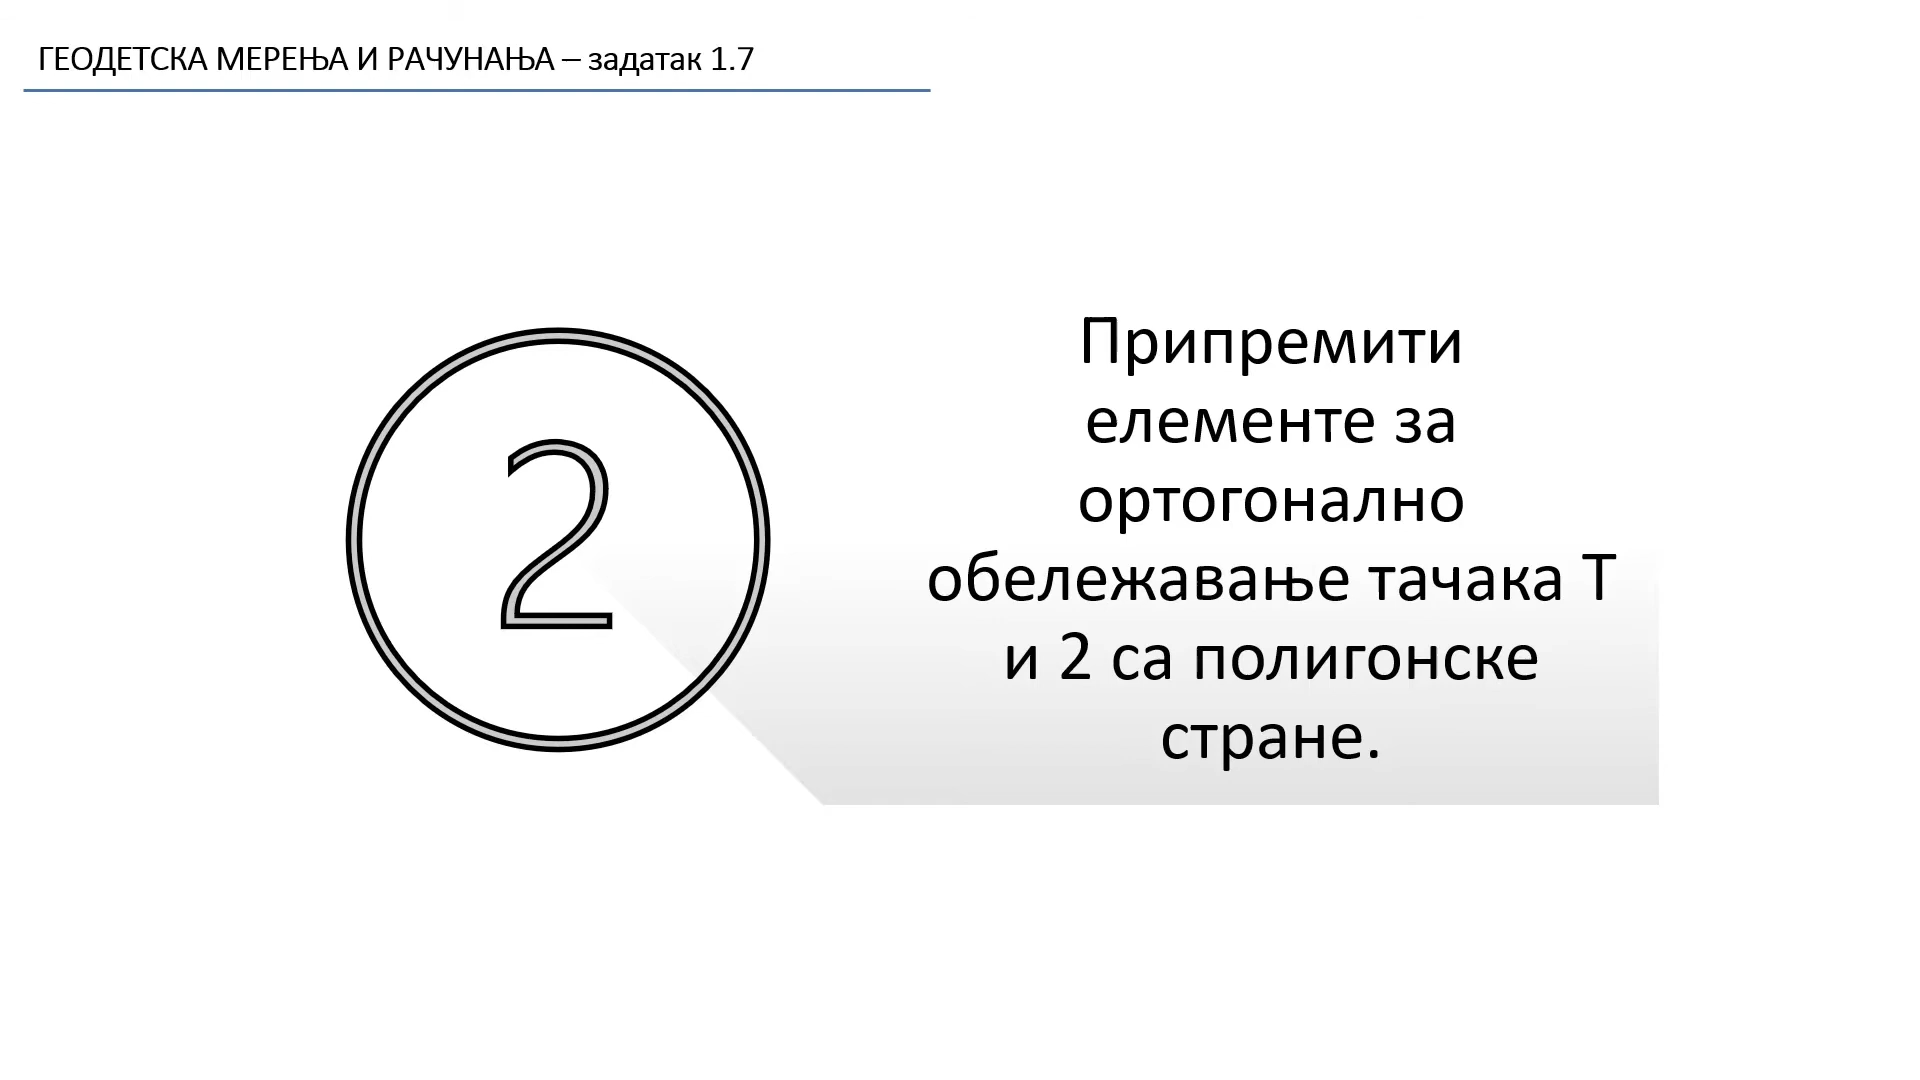 ГЕОДЕТСКА МЕРЕЊА И РАЧУНАЊА – задатак 1.7
2
Припремити
елементе за
ортогонално
обележавање тачака Т
и 2 са полигонске
стране.